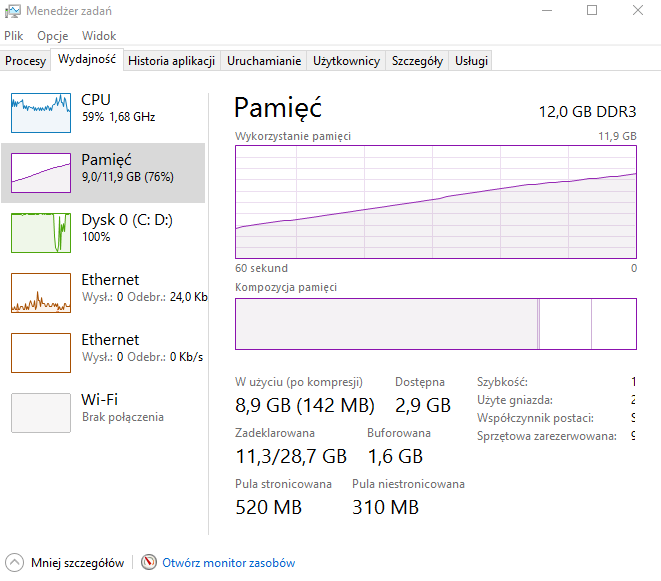 Menedżer zadań
Plik Opcje Widok
Procesy Wydajność Historia aplikacji Uruchamianie Użytkownicy Szczegóły Usługi
CPU
59% 1,68 GHz
Pamięć
9,0/11,9 GB (76%)
Dysk 0 (C: D:)
100%
Ethernet
Wysł.: 0 Odebr.: 24,0 Kb
Ethernet
Wysł.: 0 Odebr.: 0 Kb/s
Wi-Fi
Brak połączenia
Pamięć 12,0 GB DDR3
Wykorzystanie pamięci 11,9 GB
60 sekund 0
Kompozycja pamięci
W użyciu (po kompresji) Dostępna
8,9 GB (142 MB) 2,9 GB
Zadeklarowana Buforowana
11,3/28,7 GB 1,6 GB
Pula stronicowana Pula niestronicowana
520 MB 310 MB
Szybkość: 1
Użyte gniazda: 2
Współczynnik postaci:
Sprzętowa zarezerwowana: 9
Mniej szczegółów Otwórz monitor zasobów